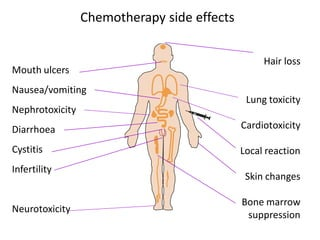 Chemotherapy side effects
Mouth ulcers
Nausea/vomiting
Nephrotoxicity
Diarrhoea
Cystitis
Infertility
Neurotoxicity
Hair loss
Lung toxicity
Cardiotoxicity
Local reaction
Skin changes
Bone marrow
suppression